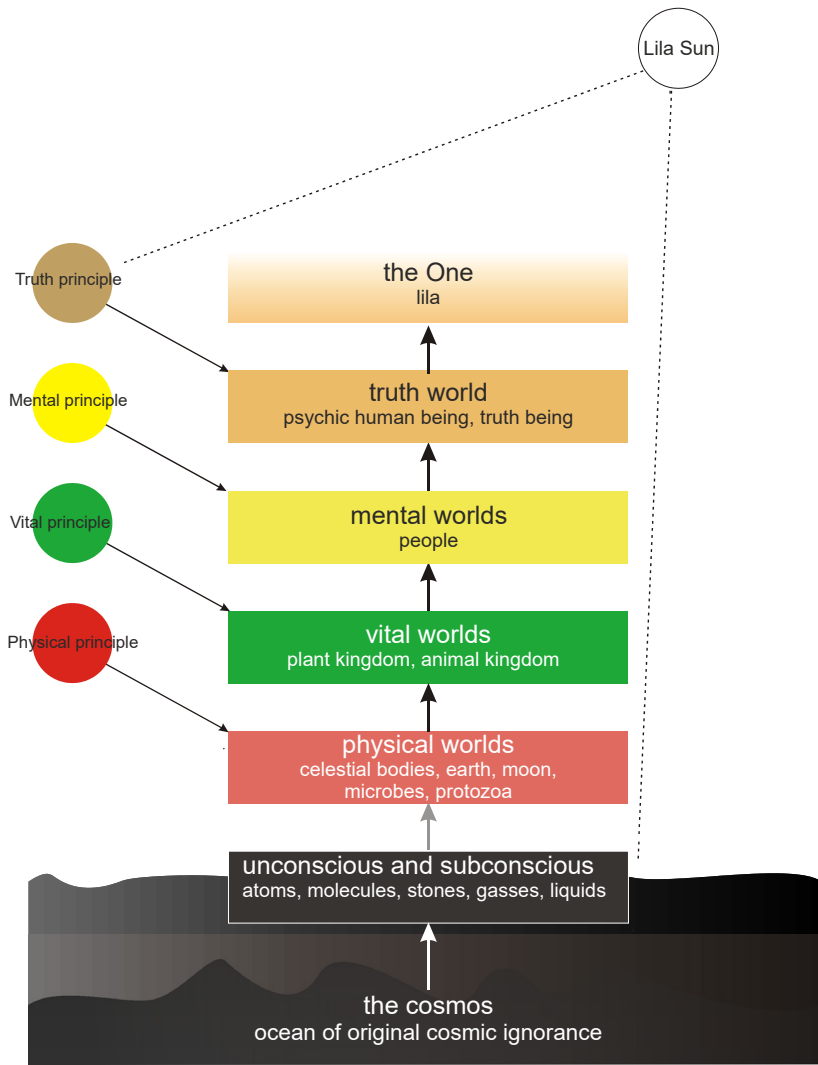 Lila Sun
the One
lila
Truth principle
truth world
psychic human being, truth being
Mental principle
mental worlds
people
Vital principle
vital worlds
plant kingdom, animal kingdom
Physical principle
physical worlds
celestial bodies, earth, moon,
microbes, protozoa
unconscious and subconscious
atoms, molecules, stones, gasses, liquids
the cosmos
ocean of original cosmic ignorance